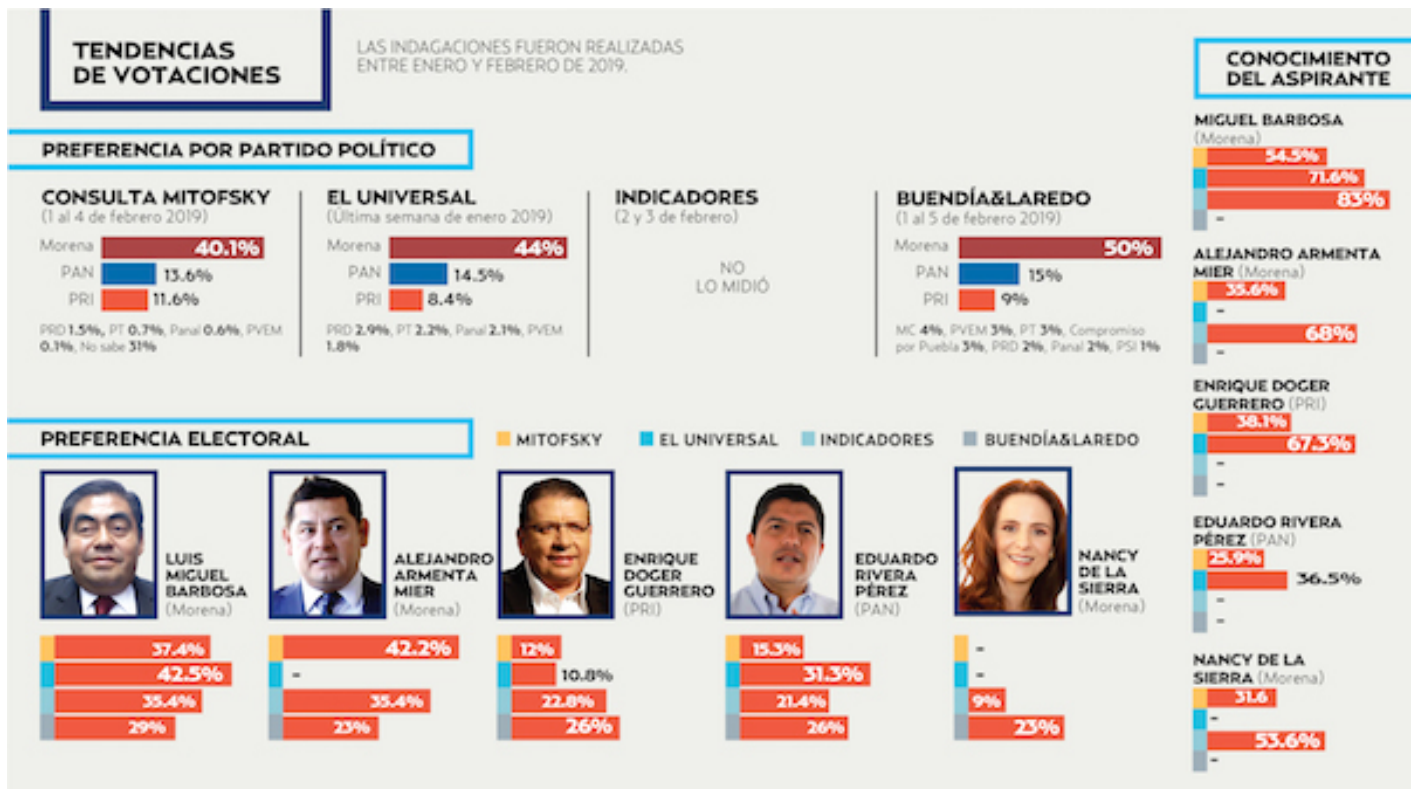 TENDENCIAS
DE VOTACIONES
LAS INDAGACIONES FUERON REALIZADAS
ENTRE ENERO Y FEBRERO DE 2019.
PREFERENCIA POR PARTIDO POLÍTICO
CONSULTA MITOFSKY
(1 al 4 de febrero 2019)
Morena 40.1%
PAN 13.6%
PRI 11.6%
PRD 1.5%, PT 0.7%, Panal 0.6%, PVEM
0.1%, No sabe 31%
EL UNIVERSAL
(Última semana de enero 2019)
Morena 44%
PAN 14.5%
PRI 8.4%
PRD 2.9%, PT 2.2%, Panal 2.1%, PVEM
1.8%
INDICADORES
(2 y 3 de febrero)
NO
LO MIDIÓ
BUENDÍA&LAREDO
(1 al 5 de febrero 2019)
Morena 50%
PAN 15%
PRI 9%
MC 4%, PVEM 3%, PT 3%, Compromiso
por Puebla 3%, PRD 2%, Panal 2%, PSI 1%
PREFERENCIA ELECTORAL
MITOFSKY
EL UNIVERSAL
INDICADORES
BUENDÍA&LAREDO
LUIS
MIGUEL
BARBOSA
(Morena)
37.4%
42.5%
35.4%
29%
ALEJANDRO
ARMENTA
MIER
(Morena)
42.2%
-
35.4%
23%
ENRIQUE
DOGER
GUERRERO
(PRI)
12%
10.8%
22.8%
26%
EDUARDO
RIVERA
PÉREZ
(PAN)
15.3%
31.3%
21.4%
26%
NANCY
DE LA
SIERRA
(Morena)
-
-
9%
23%
CONOCIMIENTO
DEL ASPIRANTE
MIGUEL BARBOSA
(Morena)
54.5%
71.6%
83%
-
ALEJANDRO ARMENTA
MIER (Morena)
35.6%
-
68%
-
ENRIQUE DOGER
GUERRERO (PRI)
38.1%
67.3%
-
-
EDUARDO RIVERA
PÉREZ (PAN)
25.9%
36.5%
-
-
NANCY DE LA
SIERRA (Morena)
31.6
-
53.6%
-